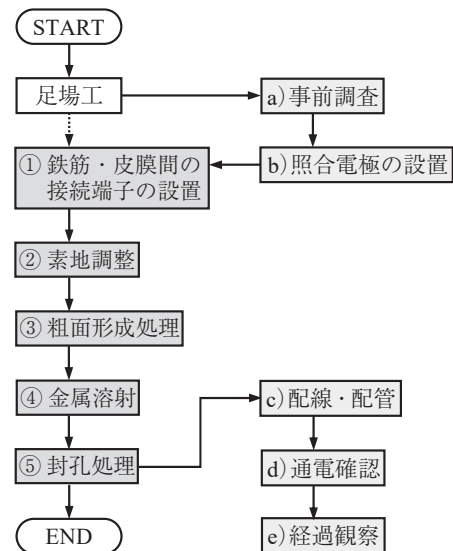 START
足場工
a)事前調査
b)照合電極の設置
① 鉄筋・皮膜間の
接続端子の設置
② 素地調整
③ 粗面形成処理
④ 金属溶射
⑤ 封孔処理
c)配線・配管
d)通電確認
e)経過観察
END